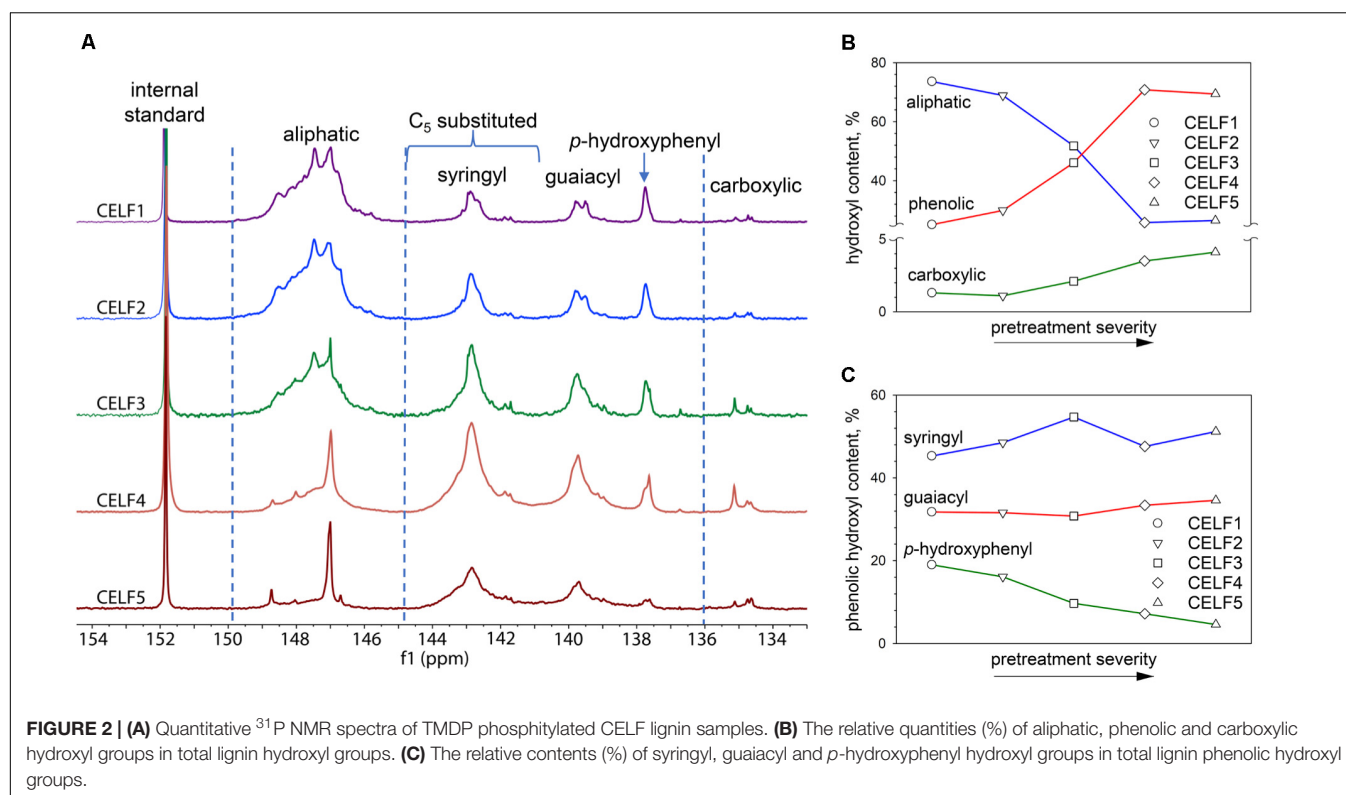 A
internal
standard
aliphatic
C5 substituted
syringyl
guaiacyl
p-hydroxyphenyl
carboxylic
CELF1
CELF2
CELF3
CELF4
CELF5
154 152 150 148 146 144 142 140 138 136 134
f1 (ppm)
B
hydroxyl content, %
80
60
40
5
0
aliphatic
phenolic
carboxylic
CELF1
CELF2
CELF3
CELF4
CELF5
pretreatment severity
C
phenolic hydroxyl content, %
60
40
20
0
syringyl
guaiacyl
p-hydroxyphenyl
CELF1
CELF2
CELF3
CELF4
CELF5
pretreatment severity
FIGURE 2 | (A) Quantitative 31P NMR spectra of TMDP phosphitylated CELF lignin samples. (B) The relative quantities (%) of aliphatic, phenolic and carboxylic
hydroxyl groups in total lignin hydroxyl groups. (C) The relative contents (%) of syringyl, guaiacyl and p-hydroxyphenyl hydroxyl groups in total lignin phenolic hydroxyl
groups.